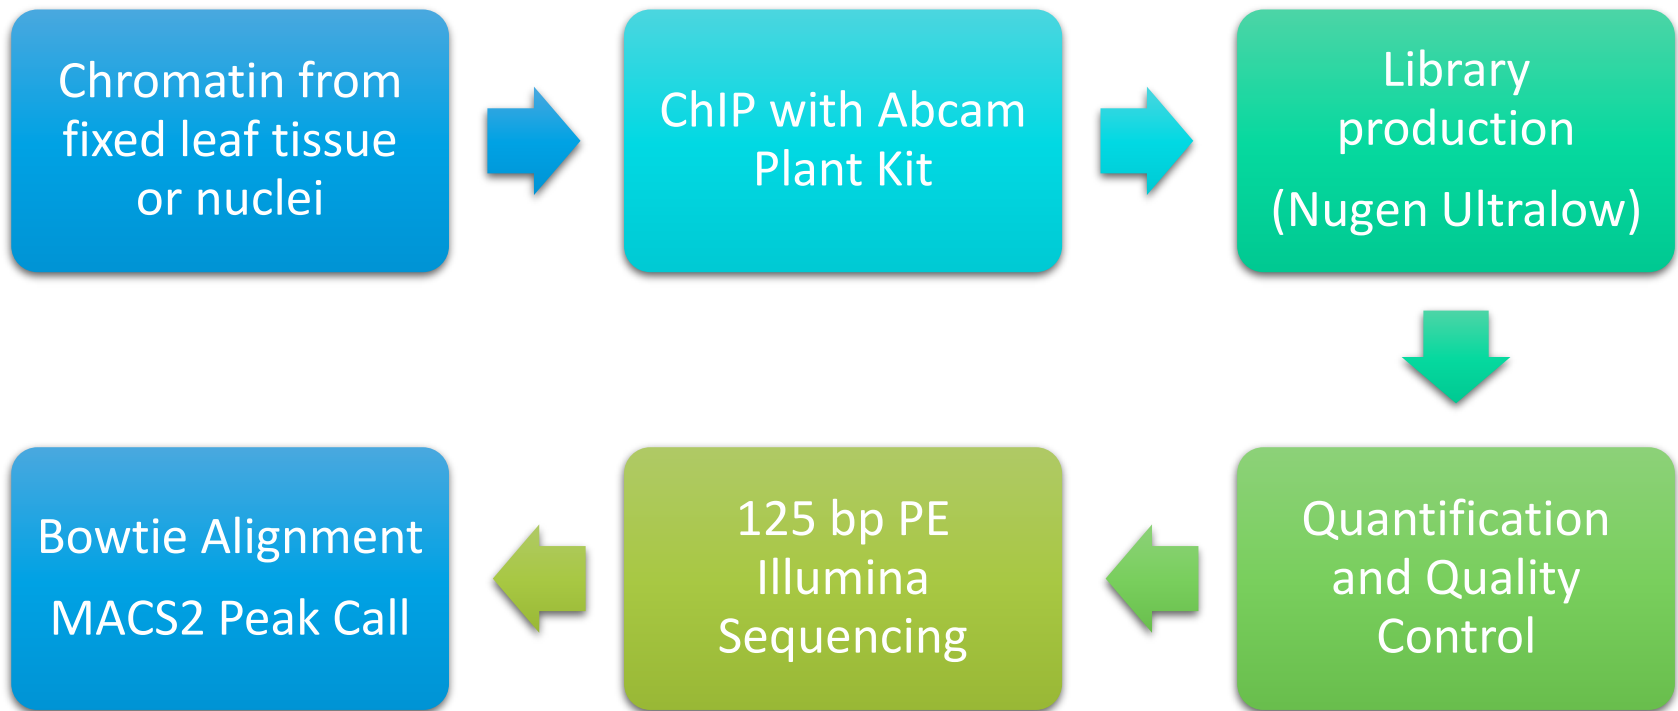 Chromatin from
fixed leaf tissue
or nuclei
ChIP with Abcam
Plant Kit
Library
production
(Nugen Ultralow)
Quantification
and Quality
Control
125 bp PE
Illumina
Sequencing
Bowtie Alignment
MACS2 Peak Call